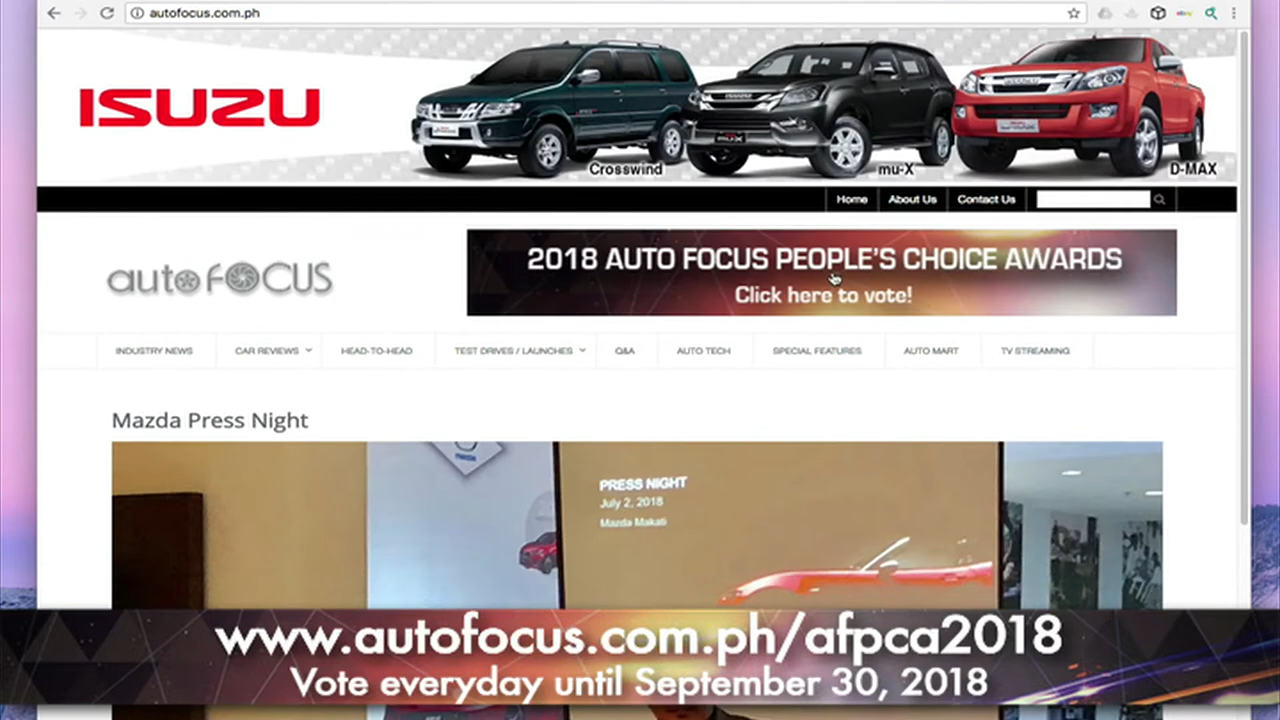 autofocus.com.ph
ISUZU
Crosswind
mu-X
D-MAX
Home
About Us
Contact Us
auto FOCUS
2018 AUTO FOCUS PEOPLE'S CHOICE AWARDS
Click here to vote!
INDUSTRY NEWS
CAR REVIEWS
HEAD-TO-HEAD
TEST DRIVES / LAUNCHES
Q&A
AUTO TECH
SPECIAL FEATURES
AUTO MART
TV STREAMING
Mazda Press Night
PRESS NIGHT
July 2, 2018
Mazda Makati
www.autofocus.com.ph/afpca2018
Vote everyday until September 30, 2018